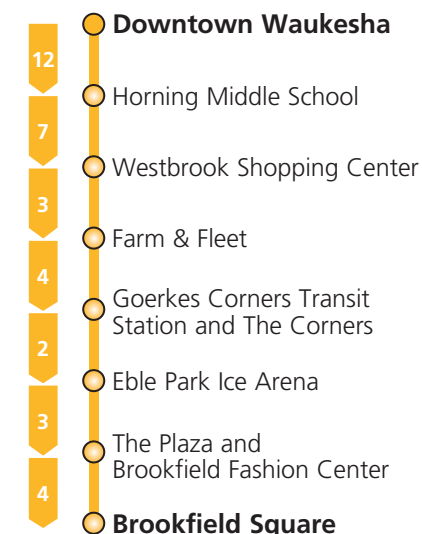 Downtown Waukesha
12
Horning Middle School
7
Westbrook Shopping Center
3
Farm & Fleet
4
Goerkes Corners Transit
Station and The Corners
2
Eble Park Ice Arena
3
The Plaza and
Brookfield Fashion Center
4
Brookfield Square